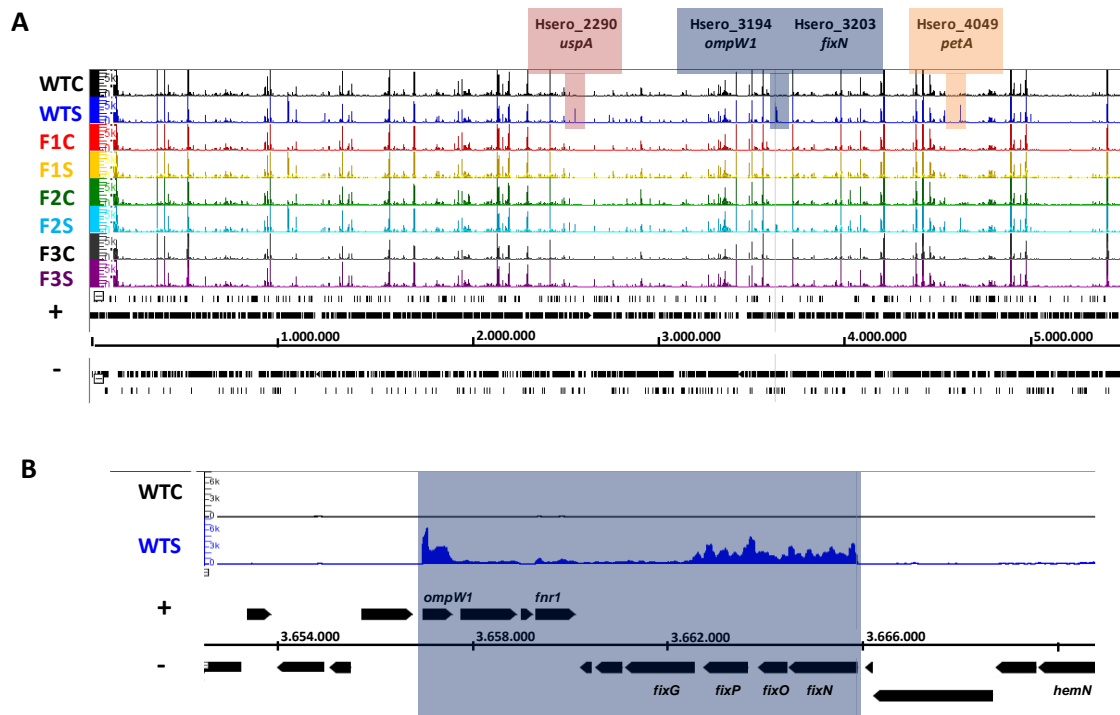 A
Hsero_2290 Hsero_3194 Hsero_3203 Hsero_4049
uspA ompW1 fixN petA
WTC
WTS
F1C
F1S
F2C
F2S
F3C
F3S
+
1.000.000 2.000.000 3.000.000 4.000.000 5.000.000
-
B
WTC 6k 3k 0
WTS 6k 3k 0
+ ompW1 fnr1
3.654.000 3.658.000 3.662.000 3.666.000
-
fixG fixP fixO fixN hemN